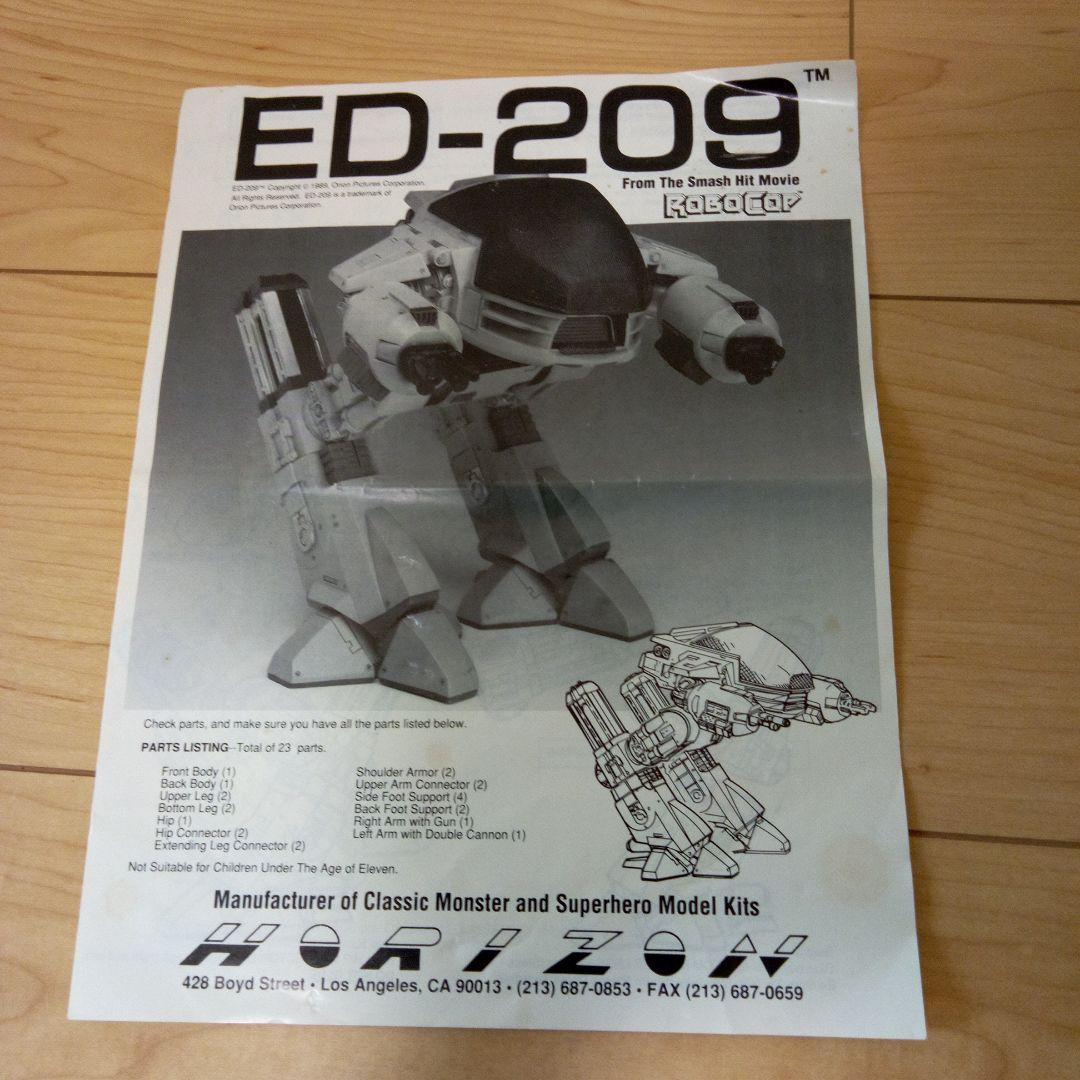 ED-209™
ED-209™ Copyright © 1989, Orion Pictures Corporation.
All Rights Reserved. ED-209 is a trademark of
Orion Pictures Corporation.
From The Smash Hit Movie
ROBOCOP™
Check parts, and make sure you have all the parts listed below.
PARTS LISTING--Total of 23 parts.
Front Body (1)
Back Body (1)
Upper Leg (2)
Bottom Leg (2)
Hip (1)
Hip Connector (2)
Extending Leg Connector (2)
Shoulder Armor (2)
Upper Arm Connector (2)
Side Foot Support (4)
Back Foot Support (2)
Right Arm with Gun (1)
Left Arm with Double Cannon (1)
Not Suitable for Children Under The Age of Eleven.
Manufacturer of Classic Monster and Superhero Model Kits
HORIZON
428 Boyd Street • Los Angeles, CA 90013 • (213) 687-0853 • FAX (213) 687-0659